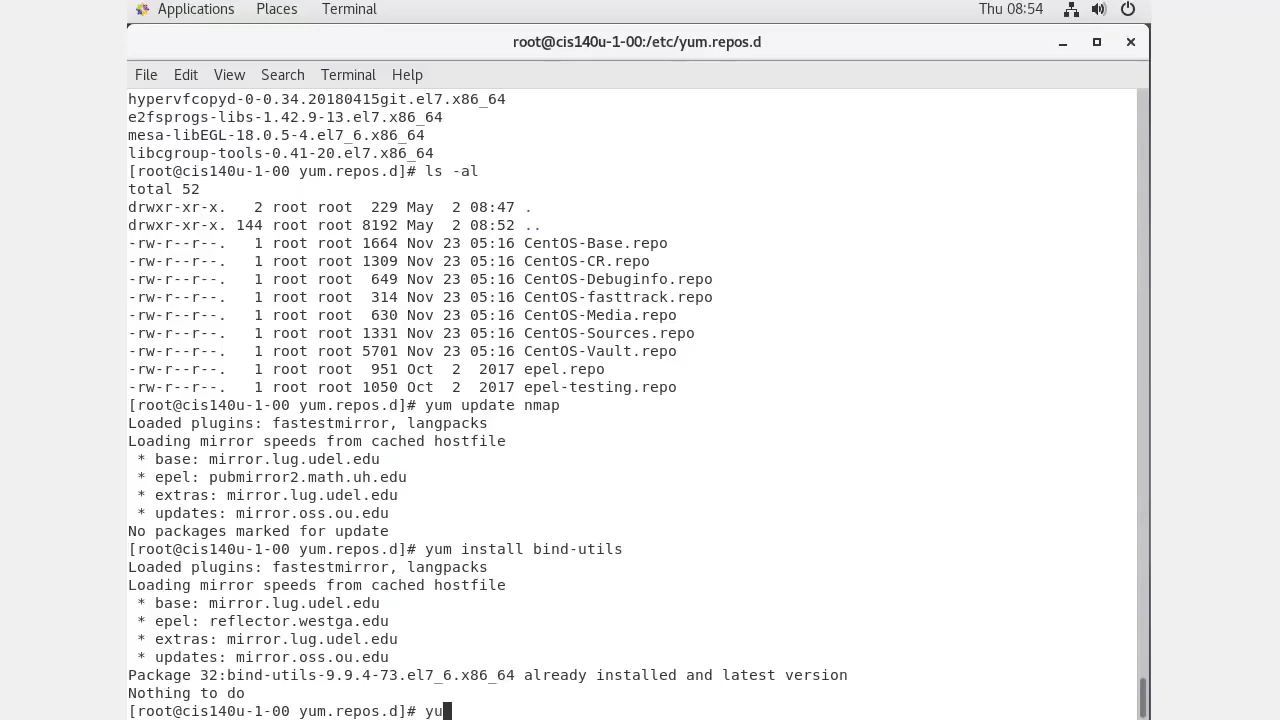 Applications Places Terminal Thu 08:54
root@cis140u-1-00:/etc/yum.repos.d
File Edit View Search Terminal Help
hypervfcopyd-0-0.34.20180415git.el7.x86_64
e2fsprogs-libs-1.42.9-13.el7.x86_64
mesa-libEGL-18.0.5-4.el7_6.x86_64
libcgroup-tools-0.41-20.el7.x86_64
[root@cis140u-1-00 yum.repos.d]# ls -al
total 52
drwxr-xr-x.   2 root root  229 May  2 08:47 .
drwxr-xr-x. 144 root root 8192 May  2 08:52 ..
-rw-r--r--.   1 root root 1664 Nov 23 05:16 CentOS-Base.repo
-rw-r--r--.   1 root root 1309 Nov 23 05:16 CentOS-CR.repo
-rw-r--r--.   1 root root  649 Nov 23 05:16 CentOS-Debuginfo.repo
-rw-r--r--.   1 root root  314 Nov 23 05:16 CentOS-fasttrack.repo
-rw-r--r--.   1 root root  630 Nov 23 05:16 CentOS-Media.repo
-rw-r--r--.   1 root root 1331 Nov 23 05:16 CentOS-Sources.repo
-rw-r--r--.   1 root root 5701 Nov 23 05:16 CentOS-Vault.repo
-rw-r--r--.   1 root root  951 Oct  2  2017 epel.repo
-rw-r--r--.   1 root root 1050 Oct  2  2017 epel-testing.repo
[root@cis140u-1-00 yum.repos.d]# yum update nmap
Loaded plugins: fastestmirror, langpacks
Loading mirror speeds from cached hostfile
 * base: mirror.lug.udel.edu
 * epel: pubmirror2.math.uh.edu
 * extras: mirror.lug.udel.edu
 * updates: mirror.oss.ou.edu
No packages marked for update
[root@cis140u-1-00 yum.repos.d]# yum install bind-utils
Loaded plugins: fastestmirror, langpacks
Loading mirror speeds from cached hostfile
 * base: mirror.lug.udel.edu
 * epel: reflector.westga.edu
 * extras: mirror.lug.udel.edu
 * updates: mirror.oss.ou.edu
Package 32:bind-utils-9.9.4-73.el7_6.x86_64 already installed and latest version
Nothing to do
[root@cis140u-1-00 yum.repos.d]# yu